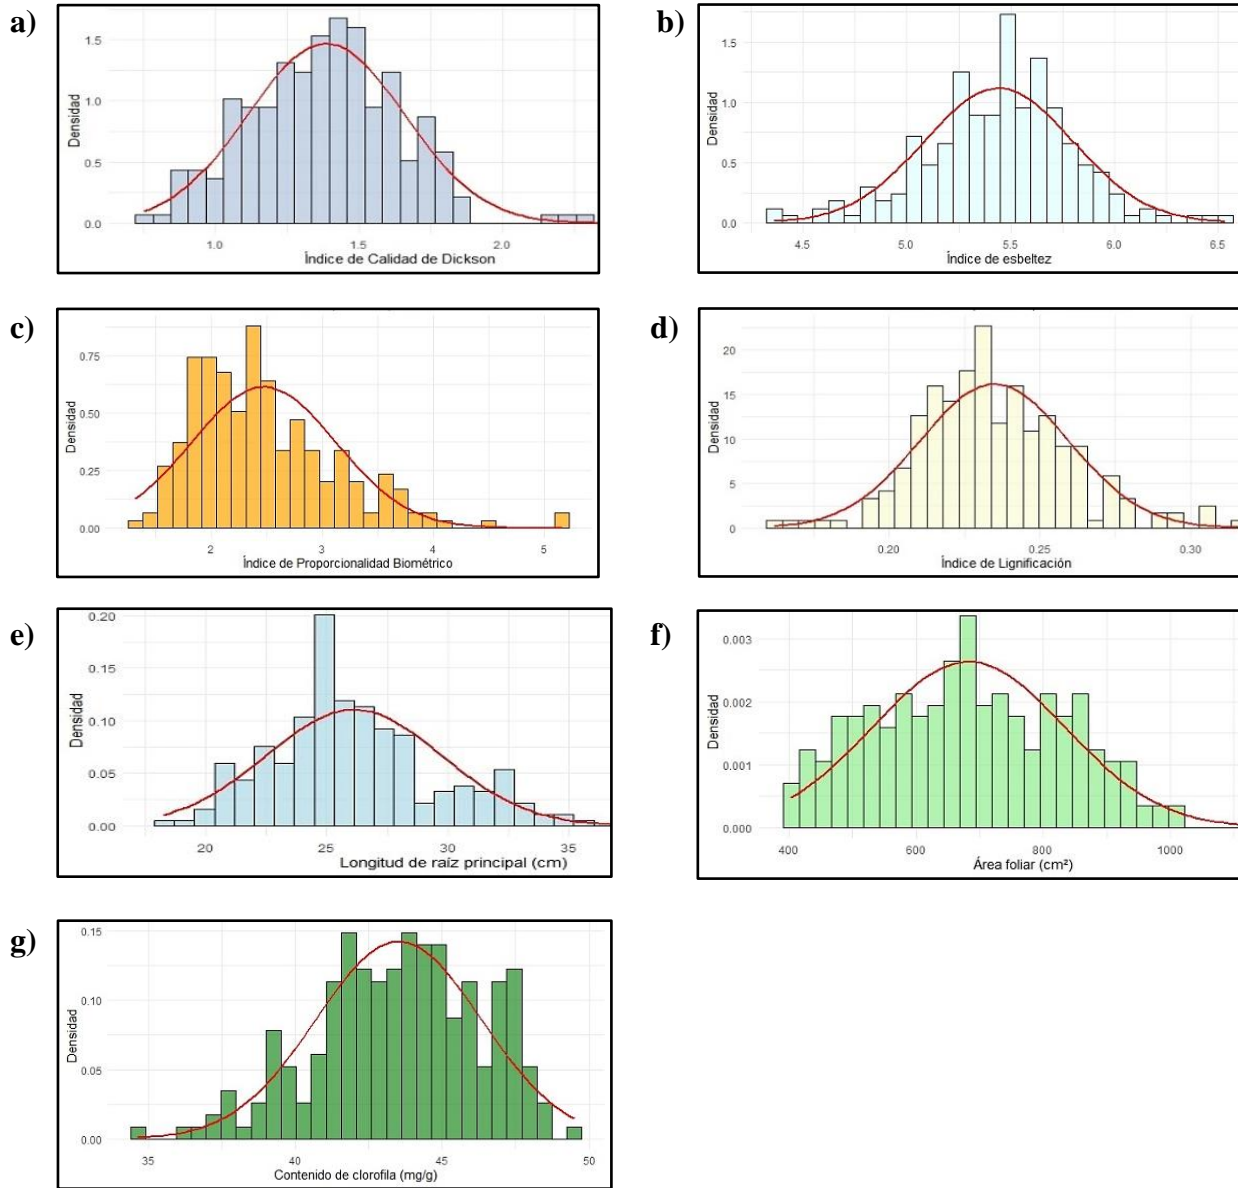 a)
Densidad
1.5
1.0
0.5
0.0
1.0 1.5 2.0
Índice de Calidad de Dickson
b)
Densidad
1.5
1.0
0.5
0.0
4.5 5.0 5.5 6.0 6.5
Índice de esbeltez
c)
Densidad
0.75
0.50
0.25
0.00
2 3 4 5
Índice de Proporcionalidad Biométrico
d)
Densidad
20
15
10
5
0
0.20 0.25 0.30
Índice de Lignificación
e)
Densidad
0.20
0.15
0.10
0.05
0.00
20 25 30 35
Longitud de raíz principal (cm)
f)
Densidad
0.003
0.002
0.001
0.000
400 600 800 1000
Área foliar (cm²)
g)
Densidad
0.15
0.10
0.05
0.00
35 40 45 50
Contenido de clorofila (mg/g)